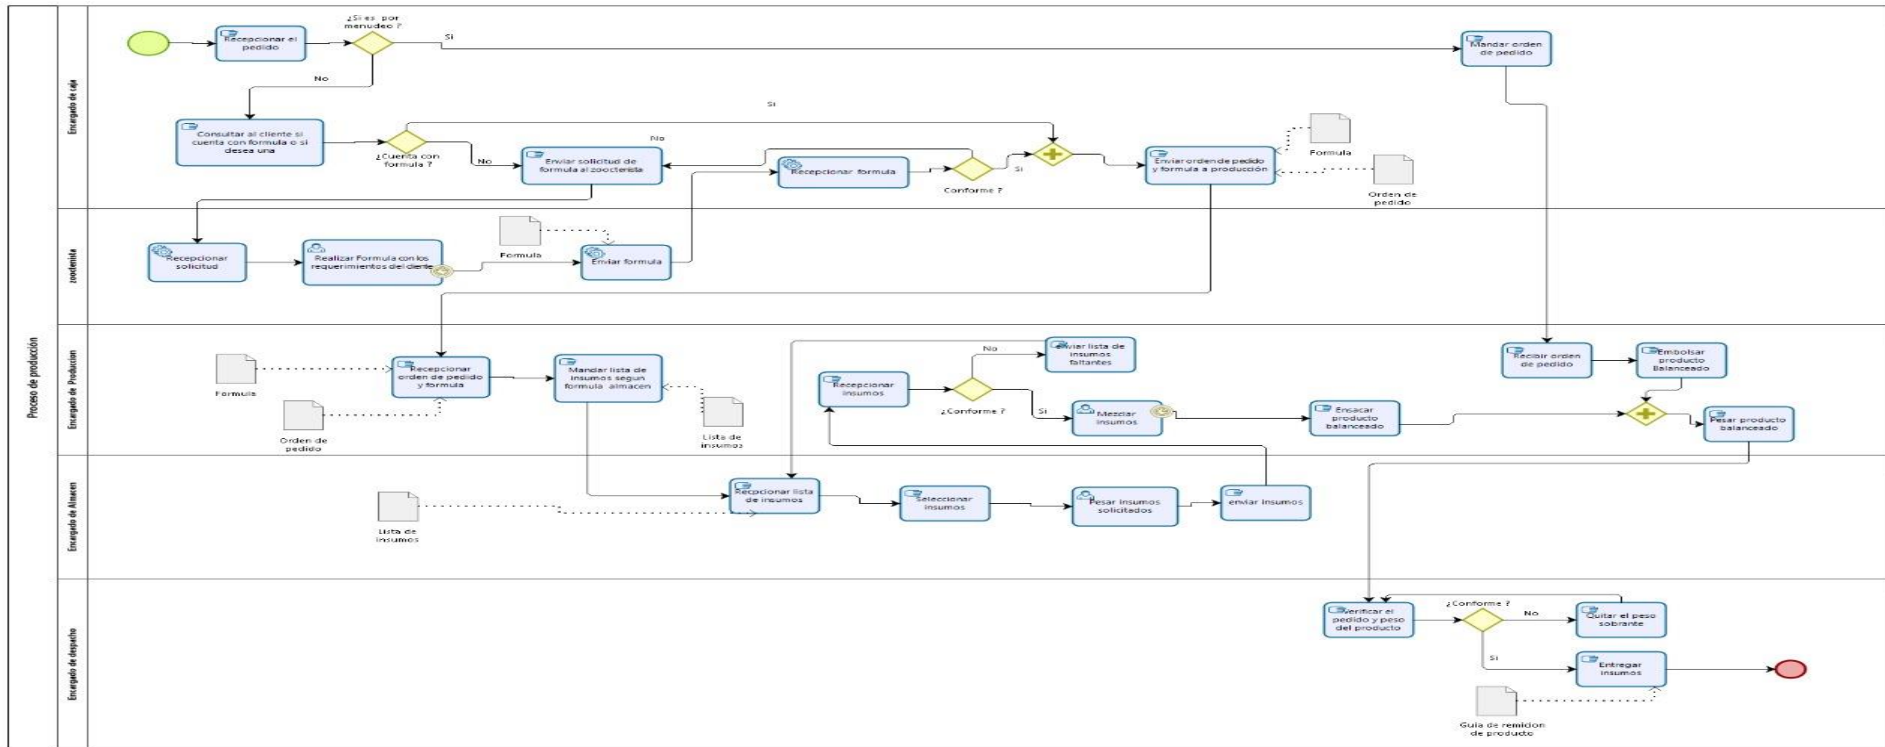 Proceso de producción
Encargado de caja
Recepcionar el
pedido
¿Si es por
menudeo ?
Si
No
Mandar orden
de pedido
Consultar al cliente si
cuenta con formula o si
desea una
¿Cuenta con
formula ?
Si
No
Enviar solicitud de
formula al zoocterista
No
Recepcionar formula
Conforme ?
Si
Enviar orden de pedido
y formula a producción
Formula
Orden de
pedido
Recepcionar
solicitud
Realizar Formula con los
requerimientos del cliente
Formula
Enviar formula
Encargado de Produccion
Formula
Orden de
pedido
Recepcionar
orden de pedido
y formula
Mandar lista de
insumos segun
formula almacen
Lista de
insumos
Recepcionar
insumos
¿Conforme ?
No
Si
enviar lista de
insumos
faltantes
Mezclar
insumos
Ensacar
producto
balanceado
Recibir orden
de pedido
Embolsar
producto
Balanceado
Pesar producto
balanceado
Encargado de Almacen
Lista de
insumos
Recpcionar lista
de insumos
Seleccionar
insumos
Pesar insumos
solicitados
enviar insumos
Encargado de despacho
Verificar el
pedido y peso
del producto
¿Conforme ?
No
Si
Quitar el peso
sobrante
Entregar
insumos
Guia de remicion
de producto